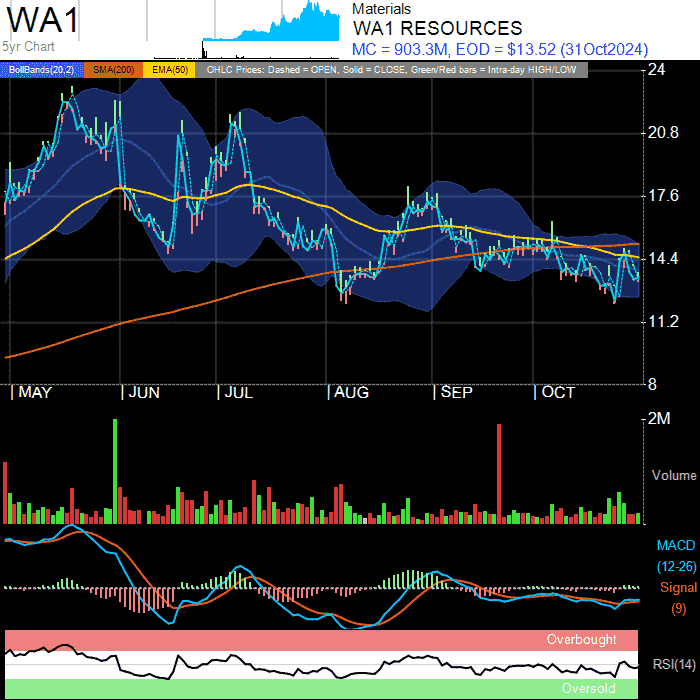 WA1
5yr Chart
Materials
WA1 RESOURCES
MC = 903.3M, EOD = $13.52 (31Oct2024)
BollBands(20,2) SMA(200) EMA(50) OHLC Prices: Dashed = OPEN, Solid = CLOSE, Green/Red bars = Intra-day HIGH/LOW
24
20.8
17.6
14.4
11.2
8
MAY JUN JUL AUG SEP OCT
2M
Volume
MACD
(12-26)
Signal
(9)
Overbought
RSI(14)
Oversold